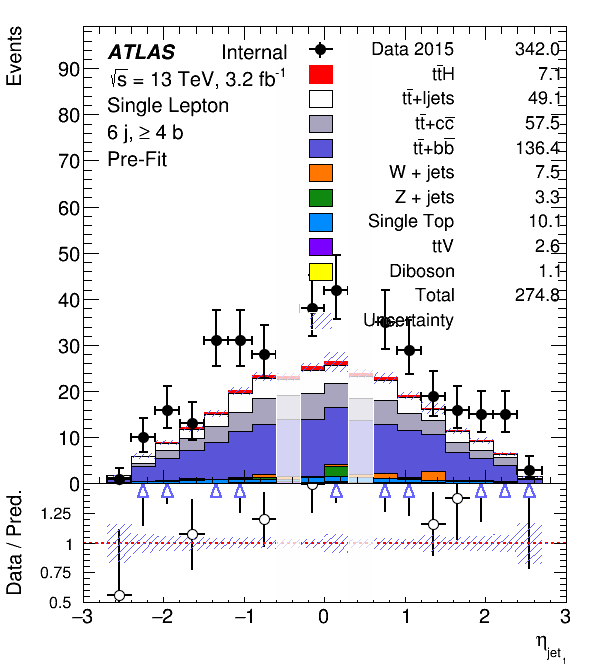 Events
ATLAS Internal
√s = 13 TeV, 3.2 fb⁻¹
Single Lepton
6 j, ≥ 4 b
Pre-Fit
Data 2015 342.0
tt̅H 7.1
tt̅+ljets 49.1
tt̅+cc̅ 57.5
tt̅+bb̅ 136.4
W + jets 7.5
Z + jets 3.3
Single Top 10.1
ttV 2.6
Diboson 1.1
Total 274.8
Uncertainty
90
80
70
60
50
40
30
20
10
0
Data / Pred.
1.25
1
0.75
0.5
−3 −2 −1 0 1 2 3
η_jet₁